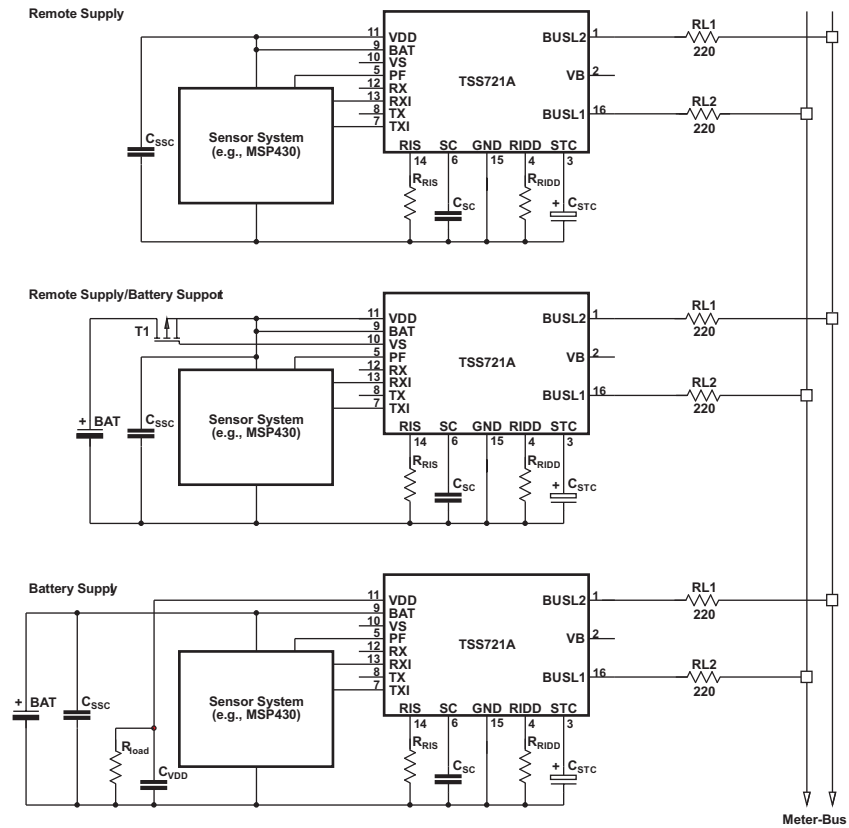 Remote Supply
11 VDD
9 BAT
10 VS
5 PF
12 RX
13 RXI
8 TX
7 TXI
TSS721A
BUSL2 1
VB 2
BUSL1 16
RL1
220
RL2
220
RIS SC GND RIDD STC
14 6 15 4 3
CSSC
Sensor System
(e.g., MSP430)
RRIS
CSC
RRIDD
+ CSTC
Remote Supply/Battery Support
T1
11 VDD
9 BAT
10 VS
5 PF
12 RX
13 RXI
8 TX
7 TXI
TSS721A
BUSL2 1
VB 2
BUSL1 16
RL1
220
RL2
220
RIS SC GND RIDD STC
14 6 15 4 3
+ BAT
CSSC
Sensor System
(e.g., MSP430)
RRIS
CSC
RRIDD
+ CSTC
Battery Supply
11 VDD
9 BAT
10 VS
5 PF
12 RX
13 RXI
8 TX
7 TXI
TSS721A
BUSL2 1
VB 2
BUSL1 16
RL1
220
RL2
220
RIS SC GND RIDD STC
14 6 15 4 3
+ BAT
CSSC
Sensor System
(e.g., MSP430)
Rload
CVDD
RRIS
CSC
RRIDD
+ CSTC
Meter-Bus